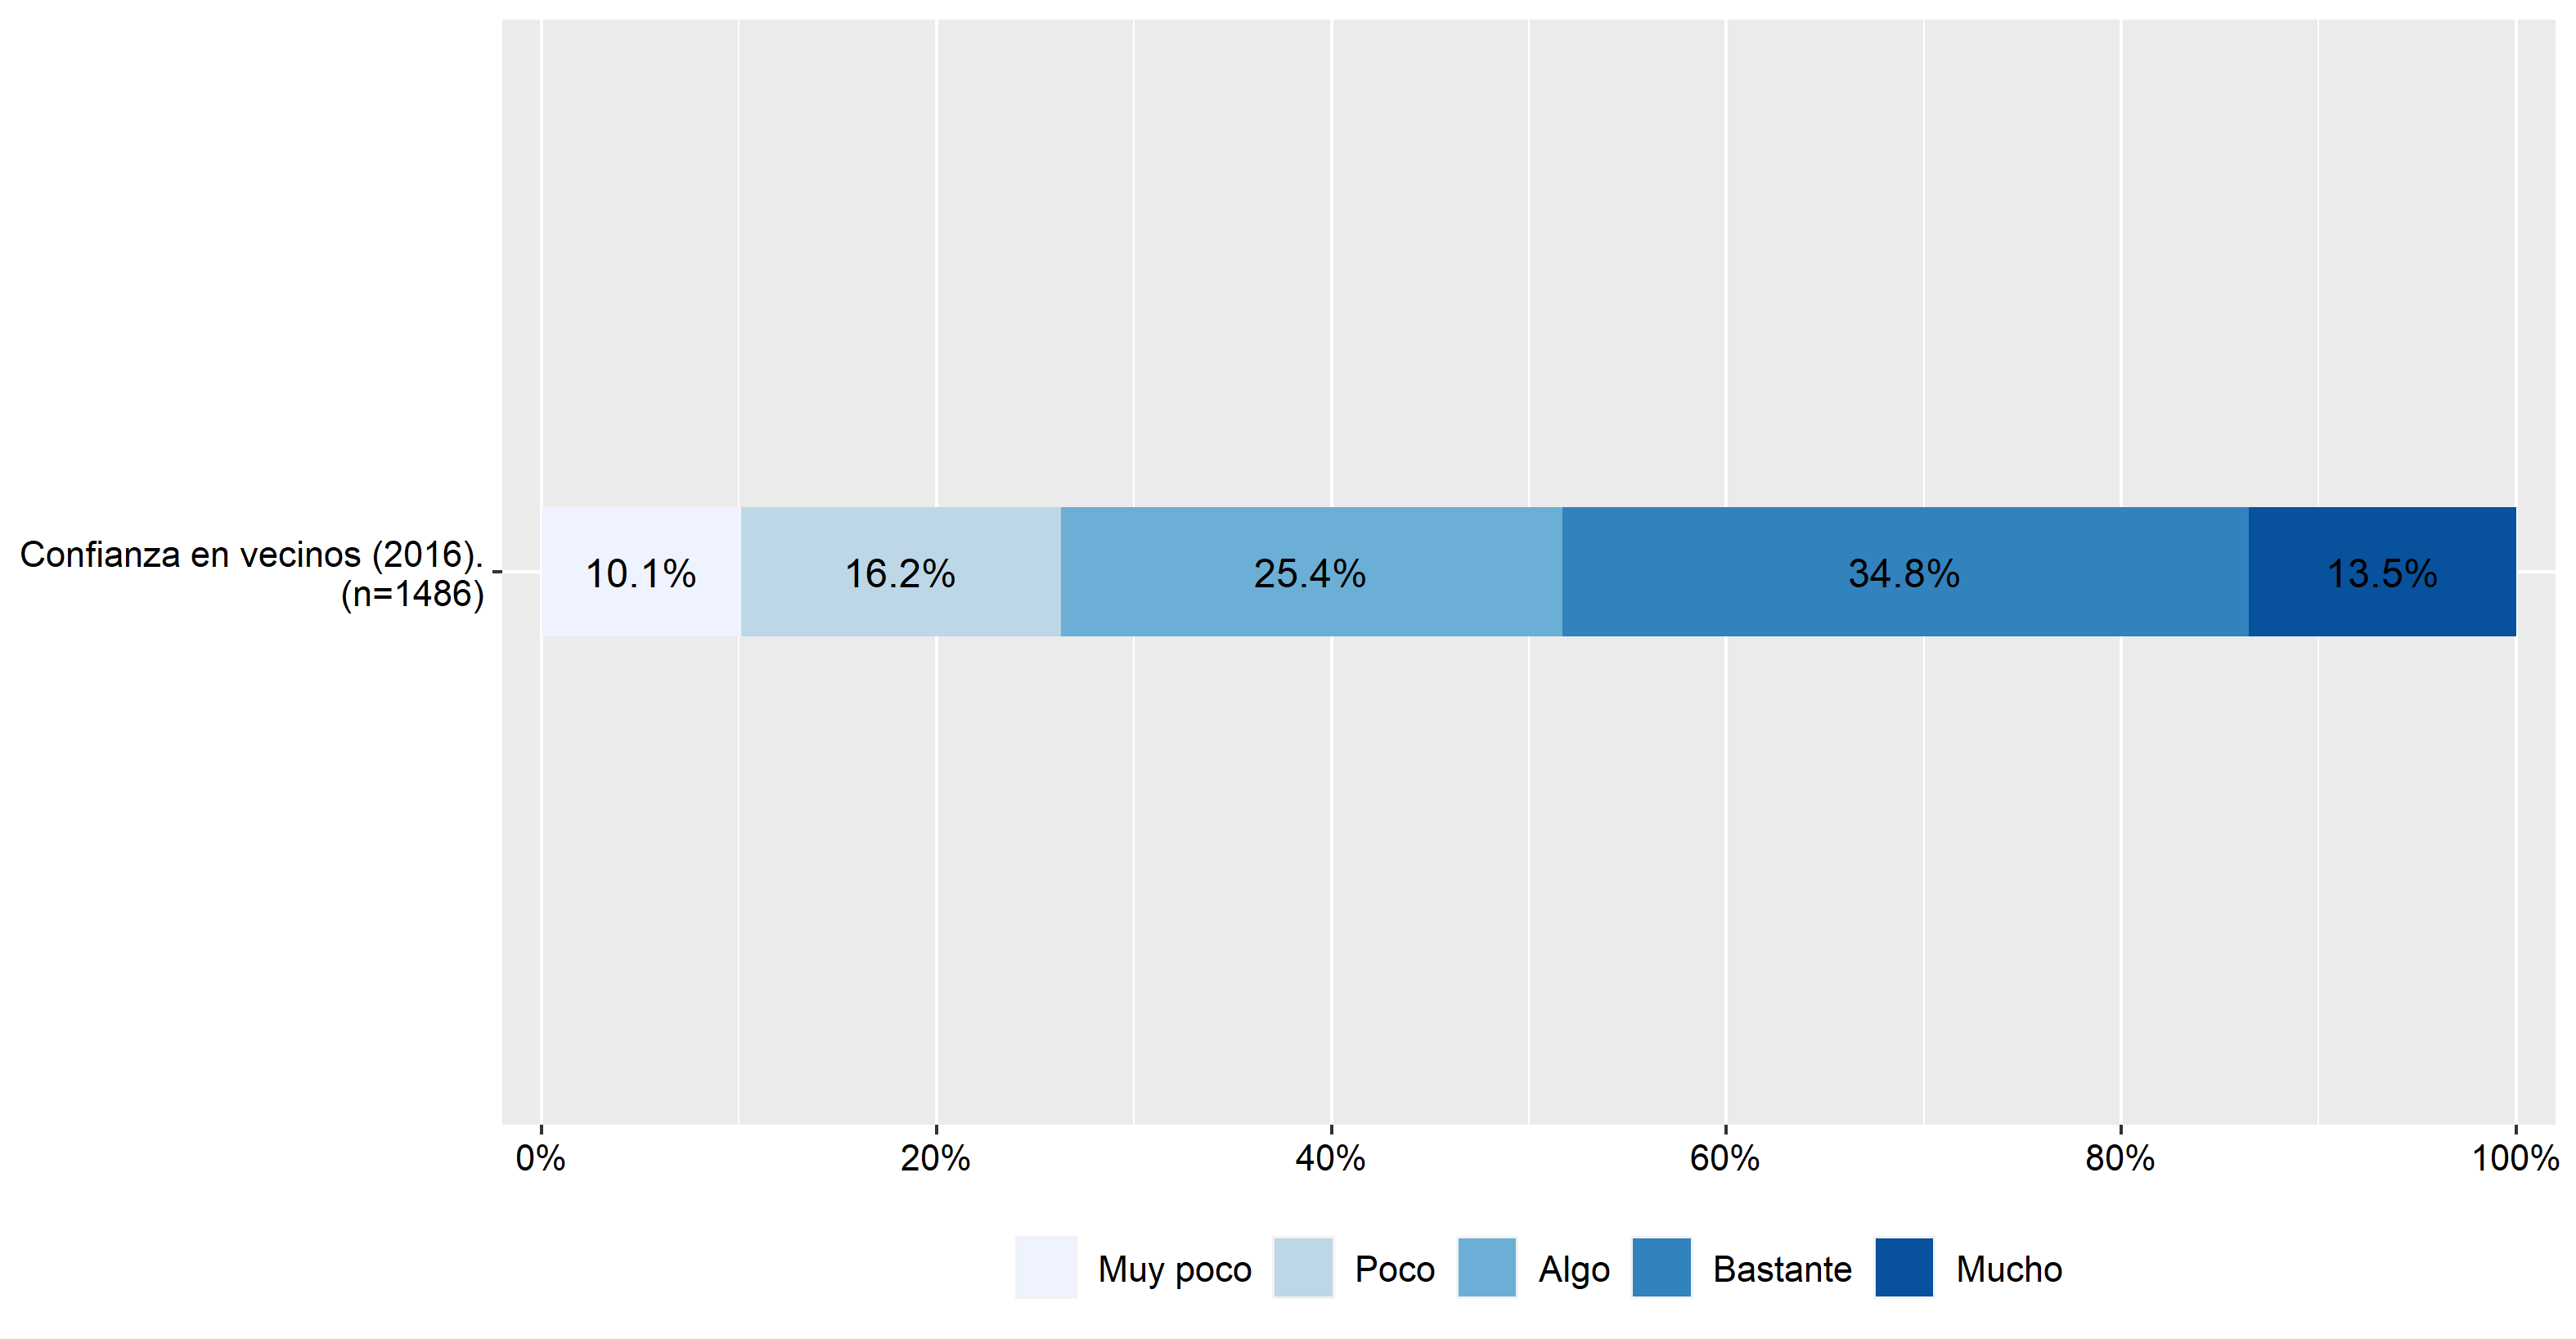 Confianza en vecinos (2016).
(n=1486)
10.1% 16.2% 25.4% 34.8% 13.5%
0% 20% 40% 60% 80% 100%
Muy poco Poco Algo Bastante Mucho